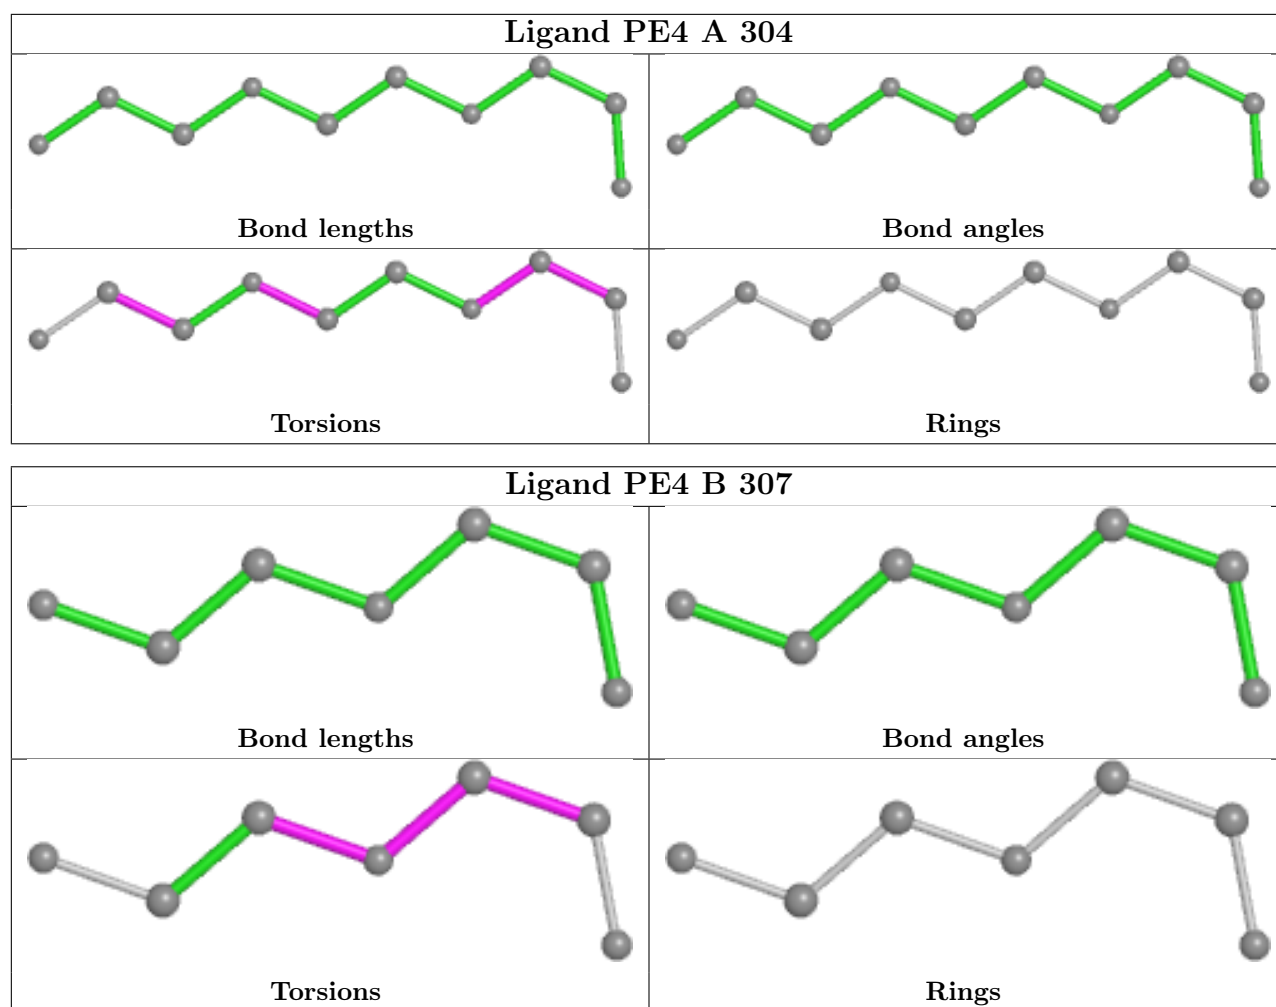 Ligand PE4 A 304
Bond lengths
Bond angles
Torsions
Rings
Ligand PE4 B 307
Bond lengths
Bond angles
Torsions
Rings